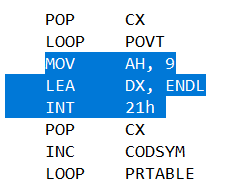 POP CX
LOOP POVT
MOV AH, 9
LEA DX, ENDL
INT 21h
POP CX
INC CODSYM
LOOP PRTABLE